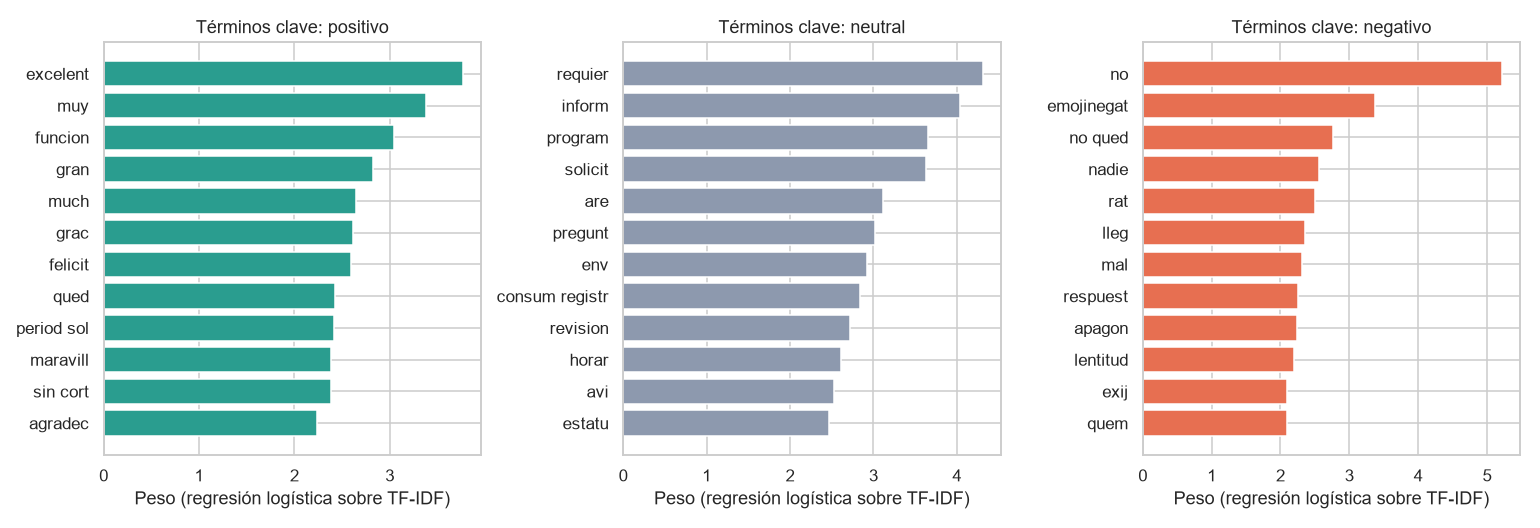 Términos clave: positivo
excelent
muy
funcion
gran
much
grac
felicit
qued
period sol
maravill
sin cort
agradec
0 1 2 3
Peso (regresión logística sobre TF-IDF)
Términos clave: neutral
requier
inform
program
solicit
are
pregunt
env
consum registr
revision
horar
avi
estatu
0 1 2 3 4
Peso (regresión logística sobre TF-IDF)
Términos clave: negativo
no
emojinegat
no qued
nadie
rat
lleg
mal
respuest
apagon
lentitud
exij
quem
0 1 2 3 4 5
Peso (regresión logística sobre TF-IDF)